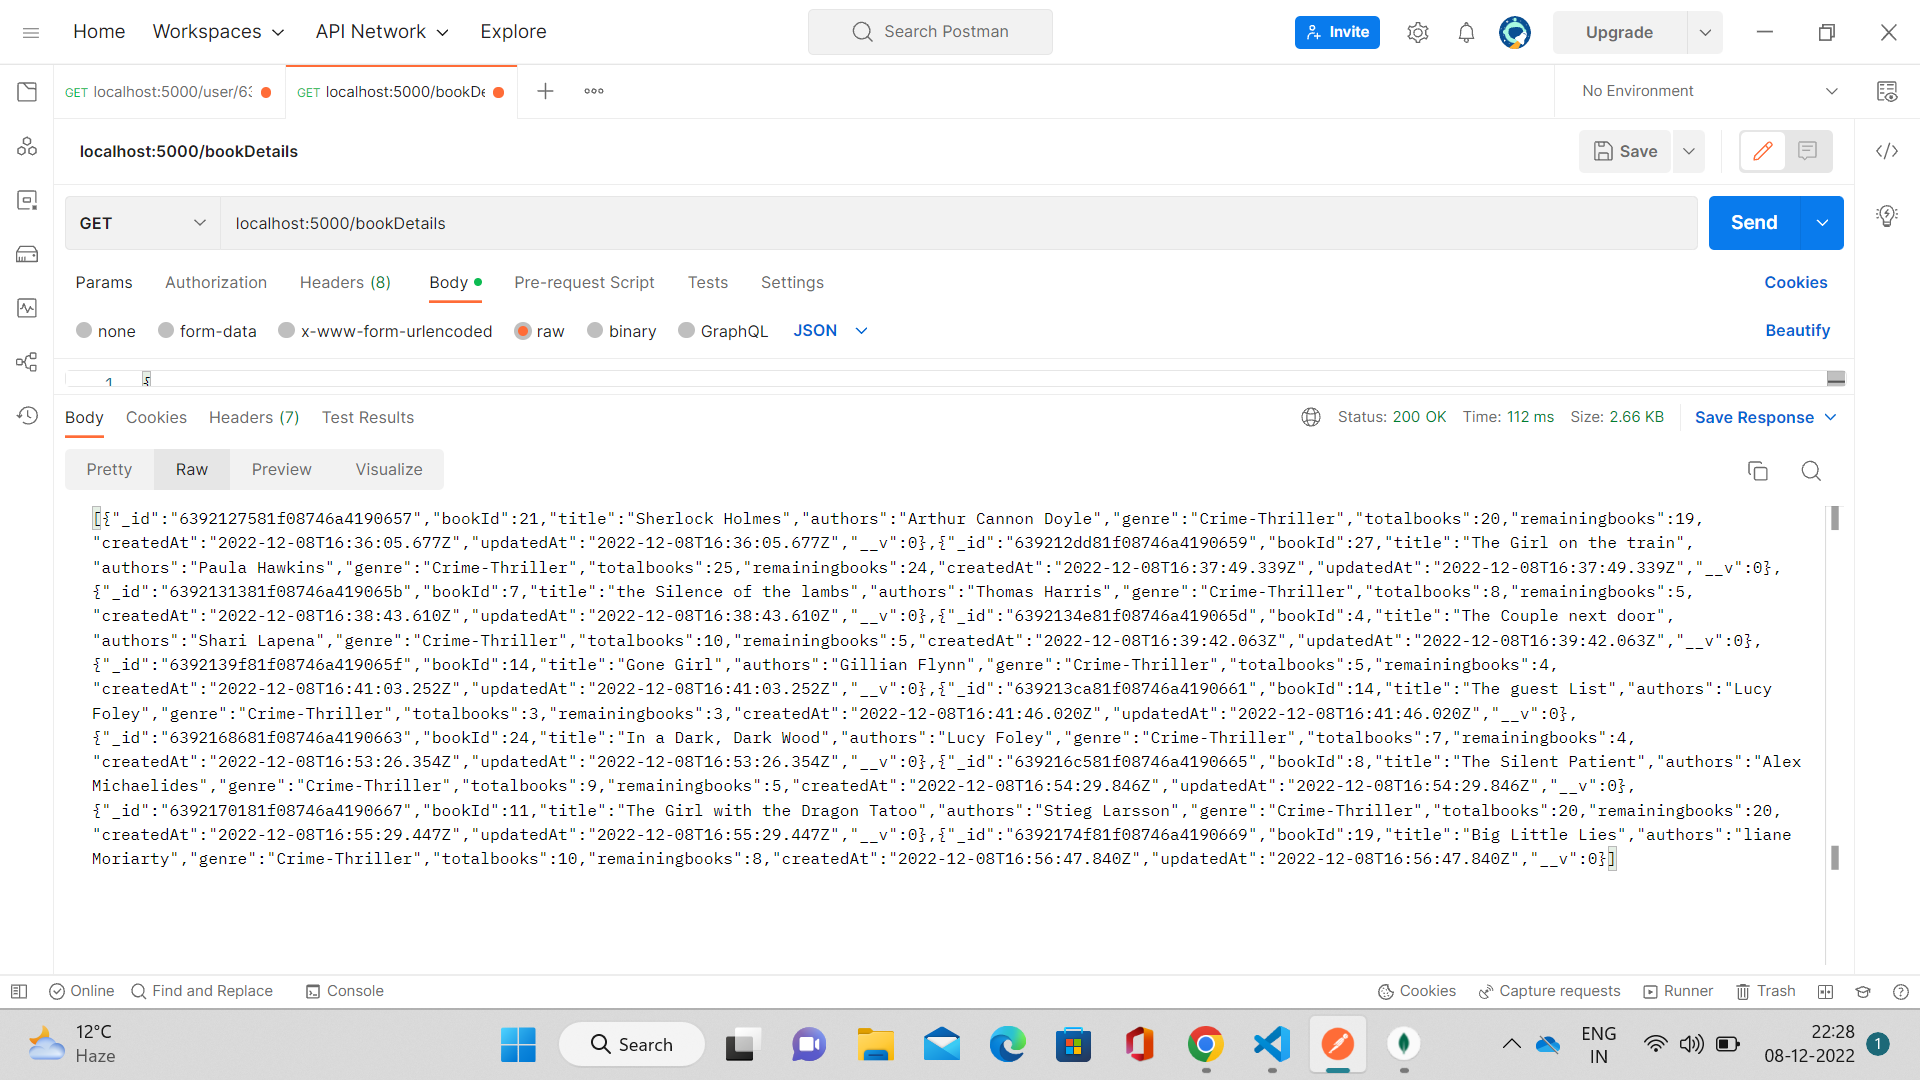 Home Workspaces API Network Explore Search Postman Invite Upgrade
GET localhost:5000/user/63 GET localhost:5000/bookDe No Environment
localhost:5000/bookDetails Save
GET localhost:5000/bookDetails Send
Params Authorization Headers (8) Body Pre-request Script Tests Settings Cookies
none form-data x-www-form-urlencoded raw binary GraphQL JSON Beautify
1 {
Body Cookies Headers (7) Test Results Status: 200 OK Time: 112 ms Size: 2.66 KB Save Response
Pretty Raw Preview Visualize
[{"_id":"6392127581f08746a4190657","bookId":21,"title":"Sherlock Holmes","authors":"Arthur Cannon Doyle","genre":"Crime-Thriller","totalbooks":20,"remainingbooks":19,
"createdAt":"2022-12-08T16:36:05.677Z","updatedAt":"2022-12-08T16:36:05.677Z","__v":0},{"_id":"639212dd81f08746a4190659","bookId":27,"title":"The Girl on the train",
"authors":"Paula Hawkins","genre":"Crime-Thriller","totalbooks":25,"remainingbooks":24,"createdAt":"2022-12-08T16:37:49.339Z","updatedAt":"2022-12-08T16:37:49.339Z","__v":0},
{"_id":"6392131381f08746a419065b","bookId":7,"title":"the Silence of the lambs","authors":"Thomas Harris","genre":"Crime-Thriller","totalbooks":8,"remainingbooks":5,
"createdAt":"2022-12-08T16:38:43.610Z","updatedAt":"2022-12-08T16:38:43.610Z","__v":0},{"_id":"6392134e81f08746a419065d","bookId":4,"title":"The Couple next door",
"authors":"Shari Lapena","genre":"Crime-Thriller","totalbooks":10,"remainingbooks":5,"createdAt":"2022-12-08T16:39:42.063Z","updatedAt":"2022-12-08T16:39:42.063Z","__v":0},
{"_id":"6392139f81f08746a419065f","bookId":14,"title":"Gone Girl","authors":"Gillian Flynn","genre":"Crime-Thriller","totalbooks":5,"remainingbooks":4,
"createdAt":"2022-12-08T16:41:03.252Z","updatedAt":"2022-12-08T16:41:03.252Z","__v":0},{"_id":"639213ca81f08746a4190661","bookId":14,"title":"The guest List","authors":"Lucy
Foley","genre":"Crime-Thriller","totalbooks":3,"remainingbooks":3,"createdAt":"2022-12-08T16:41:46.020Z","updatedAt":"2022-12-08T16:41:46.020Z","__v":0},
{"_id":"6392168681f08746a4190663","bookId":24,"title":"In a Dark, Dark Wood","authors":"Lucy Foley","genre":"Crime-Thriller","totalbooks":7,"remainingbooks":4,
"createdAt":"2022-12-08T16:53:26.354Z","updatedAt":"2022-12-08T16:53:26.354Z","__v":0},{"_id":"639216c581f08746a4190665","bookId":8,"title":"The Silent Patient","authors":"Alex
Michaelides","genre":"Crime-Thriller","totalbooks":9,"remainingbooks":5,"createdAt":"2022-12-08T16:54:29.846Z","updatedAt":"2022-12-08T16:54:29.846Z","__v":0},
{"_id":"6392170181f08746a4190667","bookId":11,"title":"The Girl with the Dragon Tatoo","authors":"Stieg Larsson","genre":"Crime-Thriller","totalbooks":20,"remainingbooks":20,
"createdAt":"2022-12-08T16:55:29.447Z","updatedAt":"2022-12-08T16:55:29.447Z","__v":0},{"_id":"6392174f81f08746a4190669","bookId":19,"title":"Big Little Lies","authors":"liane
Moriarty","genre":"Crime-Thriller","totalbooks":10,"remainingbooks":8,"createdAt":"2022-12-08T16:56:47.840Z","updatedAt":"2022-12-08T16:56:47.840Z","__v":0}]
Online Find and Replace Console Cookies Capture requests Runner Trash
12°C Search ENG 22:28 1
Haze IN 08-12-2022